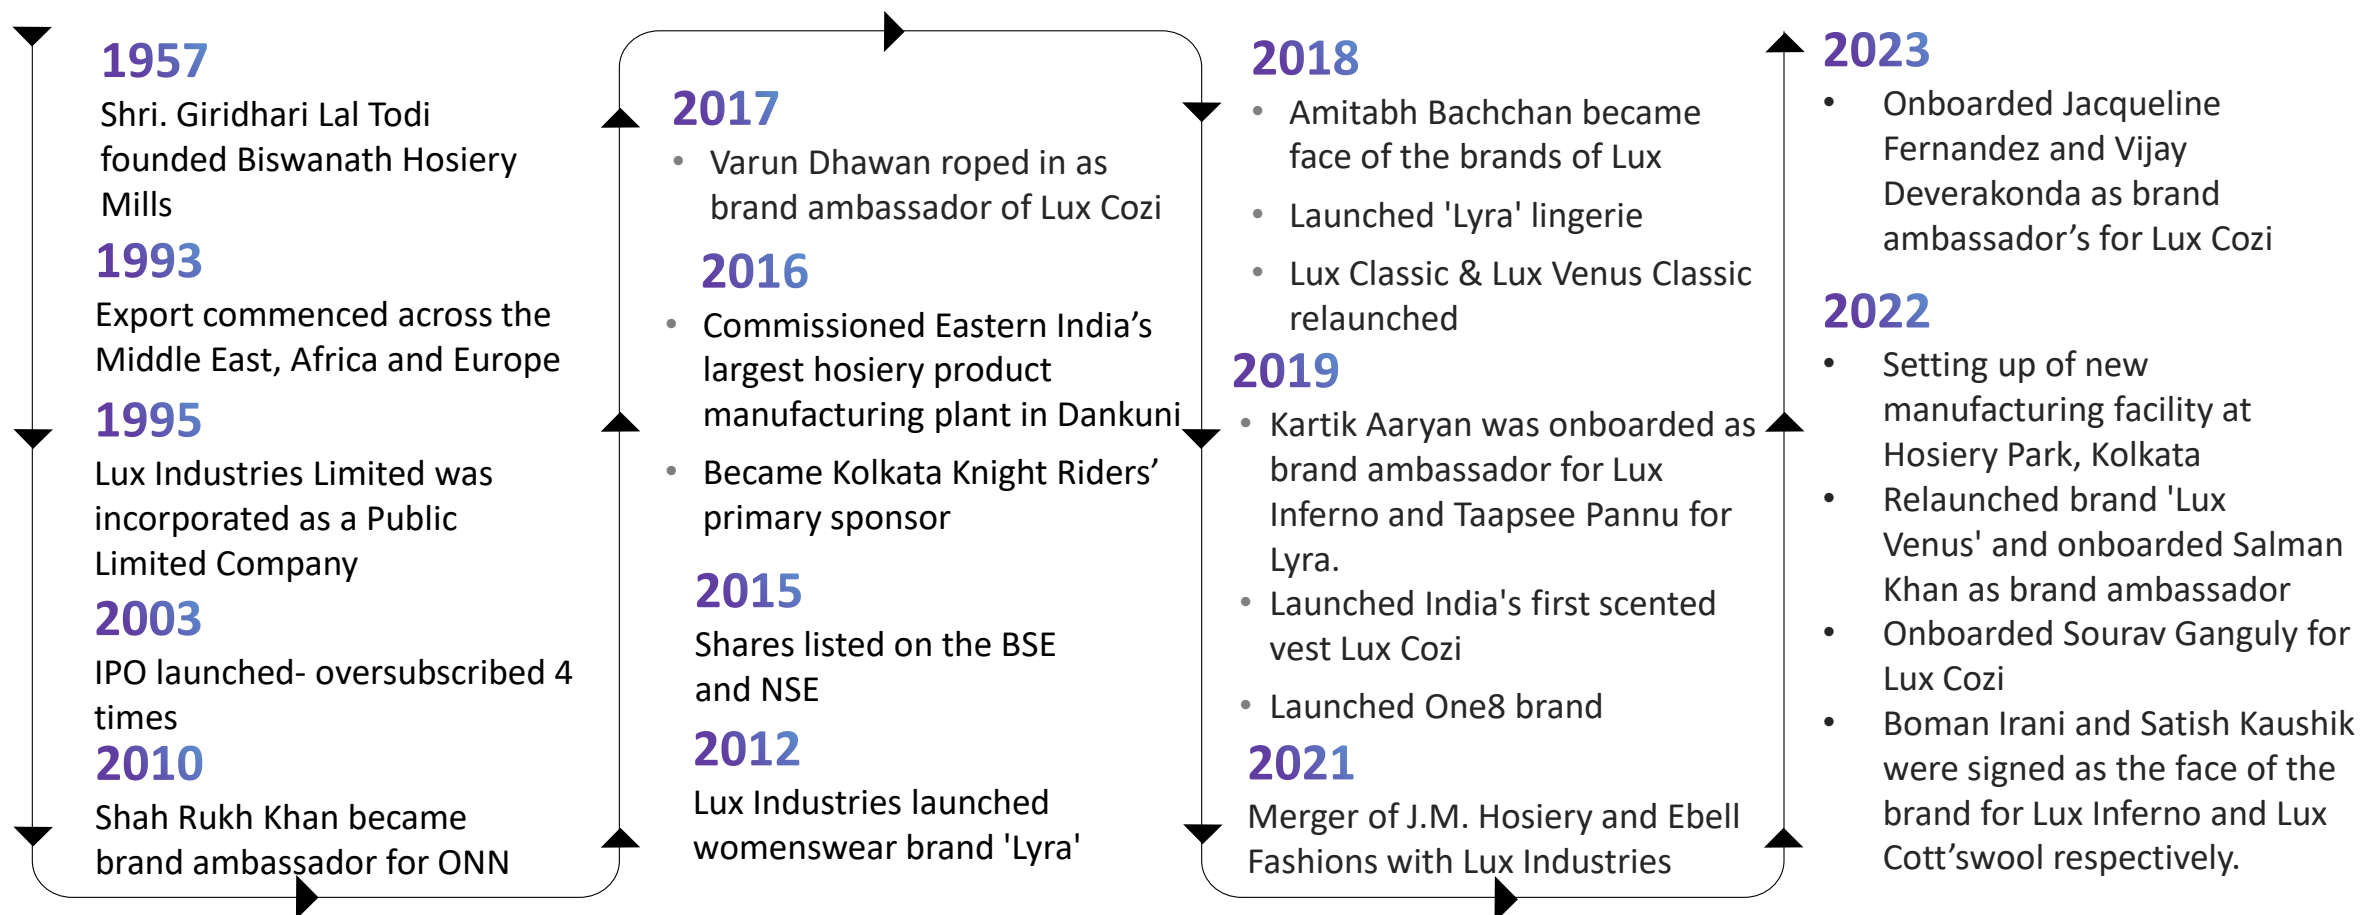 1957
Shri. Giridhari Lal Todi
founded Biswanath Hosiery
Mills
1993
Export commenced across the
Middle East, Africa and Europe
1995
Lux Industries Limited was
incorporated as a Public
Limited Company
2003
IPO launched- oversubscribed 4
times
2010
Shah Rukh Khan became
brand ambassador for ONN
2017
• Varun Dhawan roped in as
brand ambassador of Lux Cozi
2016
• Commissioned Eastern India’s
largest hosiery product
manufacturing plant in Dankuni
• Became Kolkata Knight Riders’
primary sponsor
2015
Shares listed on the BSE
and NSE
2012
Lux Industries launched
womenswear brand 'Lyra'
2018
• Amitabh Bachchan became
face of the brands of Lux
• Launched 'Lyra' lingerie
• Lux Classic & Lux Venus Classic
relaunched
2019
• Kartik Aaryan was onboarded as
brand ambassador for Lux
Inferno and Taapsee Pannu for
Lyra.
• Launched India's first scented
vest Lux Cozi
• Launched One8 brand
2021
Merger of J.M. Hosiery and Ebell
Fashions with Lux Industries
2023
• Onboarded Jacqueline
Fernandez and Vijay
Deverakonda as brand
ambassador’s for Lux Cozi
2022
• Setting up of new
manufacturing facility at
Hosiery Park, Kolkata
• Relaunched brand 'Lux
Venus' and onboarded Salman
Khan as brand ambassador
• Onboarded Sourav Ganguly for
Lux Cozi
• Boman Irani and Satish Kaushik
were signed as the face of the
brand for Lux Inferno and Lux
Cott’swool respectively.